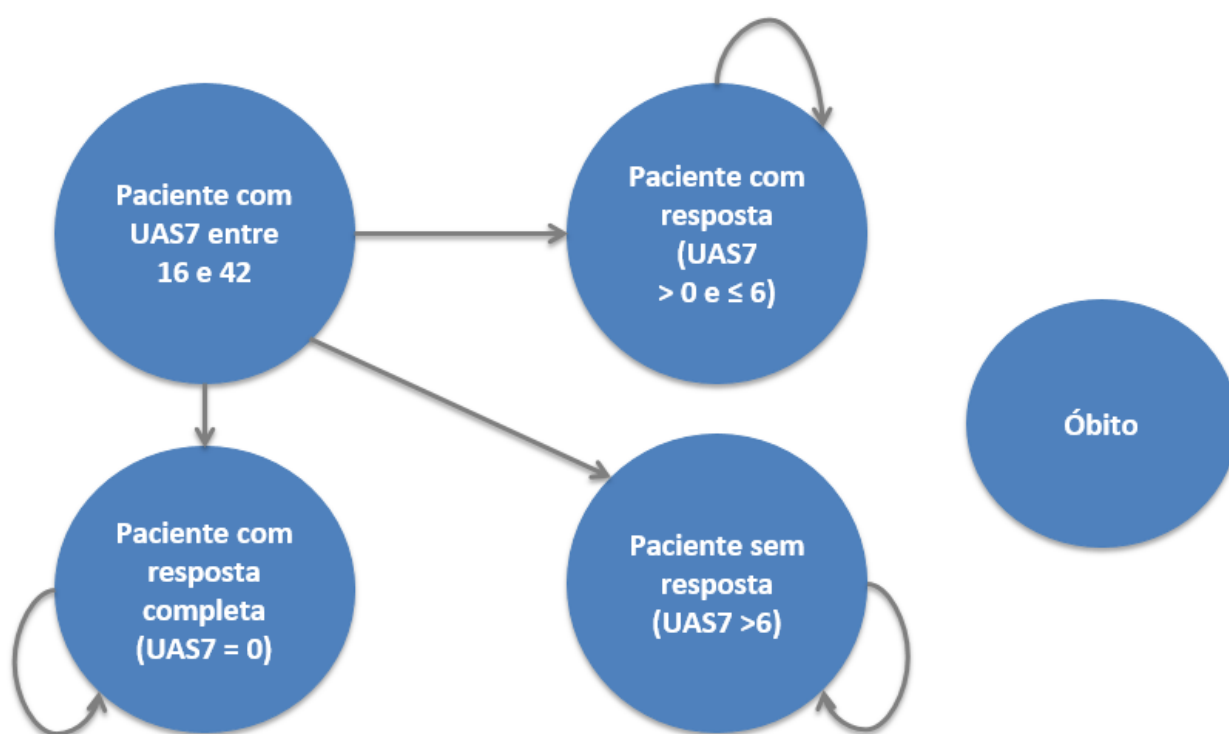 Paciente com
UAS7 entre
16 e 42
Paciente com
resposta
(UAS7
> 0 e ≤ 6)
Óbito
Paciente com
resposta
completa
(UAS7 = 0)
Paciente sem
resposta
(UAS7 >6)